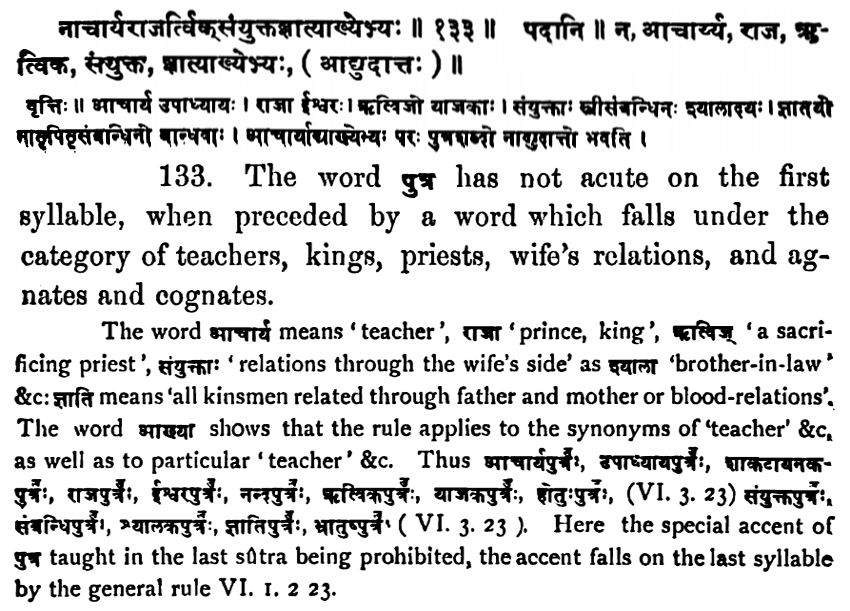 नाचार्यराजर्त्विक्संयुक्तज्ञात्याख्येभ्यः ॥ १३३ ॥ पदानि ॥ न, आचार्य्य, राज, ऋ-
त्विक, संयुक्त, ज्ञात्याख्येभ्यः, ( आद्युदात्तः ) ॥
वृत्तिः ॥ आचार्य उपाध्यायः । राजा ईश्वरः । ऋत्विजो याजकाः । संयुक्ताः स्त्रीसंबन्धिनः श्यालादयः । ज्ञातयो
मातृपितृसंबान्धिनो बान्धवाः । आचार्याद्याख्येभ्यः परः पुत्रशब्दो नाद्युदात्तो भवति ।
133. The word पुत्र has not acute on the first
syllable, when preceded by a word which falls under the
category of teachers, kings, priests, wife's relations, and ag-
nates and cognates.
The word आचार्य means 'teacher', राजा 'prince, king', ऋत्विज् 'a sacri-
ficing priest', संयुक्ताः 'relations through the wife's side' as श्याला 'brother-in-law'
&c: ज्ञाति means 'all kinsmen related through father and mother or blood-relations'.
The word आख्या shows that the rule applies to the synonyms of 'teacher' &c,
as well as to particular 'teacher' &c. Thus आचार्यपुत्रः॑, उपाध्यायपुत्रः॑, शाकटायनक-
पुत्रः॑, राजपुत्रः॑, ईश्वरपुत्रः॑, नन्दपुत्रः॑, ऋत्विकपुत्रः॑, याजकपुत्रः॑, होतुःपुत्रः॑, (VI. 3. 23) संयुक्तपुत्रः॑,
संबन्धिपुत्रः॑, श्यालकपुत्रः॑, ज्ञातिपुत्रः॑, भ्रातुष्पुत्रः॑ ( VI. 3. 23 ). Here the special accent of
पुत्र taught in the last sûtra being prohibited, the accent falls on the last syllable
by the general rule VI. 1. 2 23.